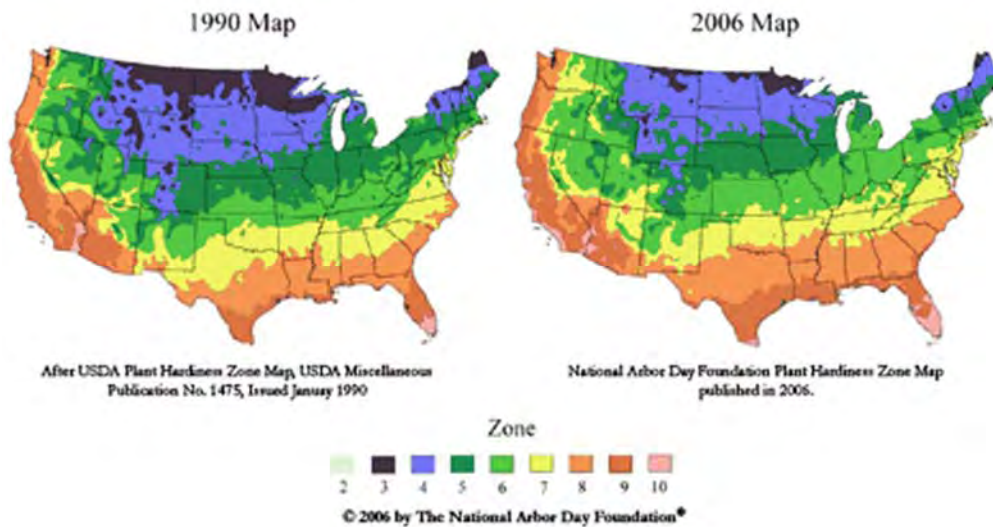 1990 Map
2006 Map
After USDA Plant Hardiness Zone Map, USDA Miscellaneous
Publication No. 1475, Issued January 1990
National Arbor Day Foundation Plant Hardiness Zone Map
published in 2006.
Zone
2 3 4 5 6 7 8 9 10
© 2006 by The National Arbor Day Foundation®